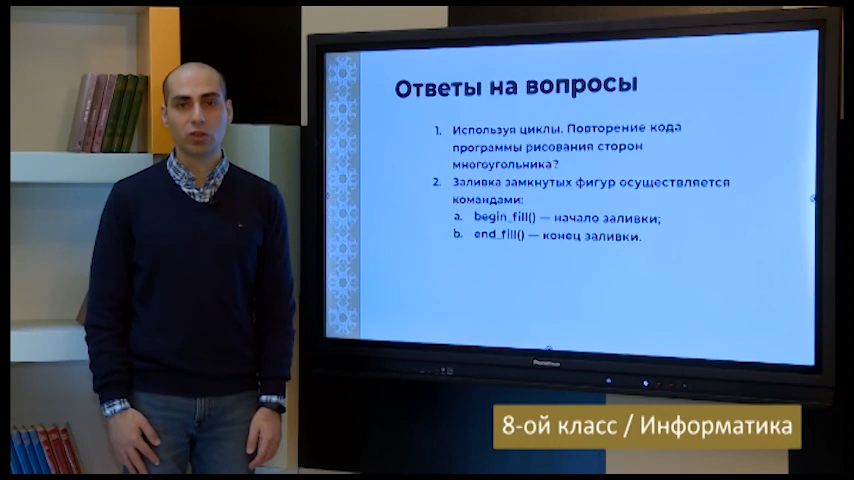 Ответы на вопросы
1. Используя циклы. Повторение кода
программы рисования сторон
многоугольника?
2. Заливка замкнутых фигур осуществляется
командами:
a. begin_fill() — начало заливки;
b. end_fill() — конец заливки.
8-ой класс / Информатика